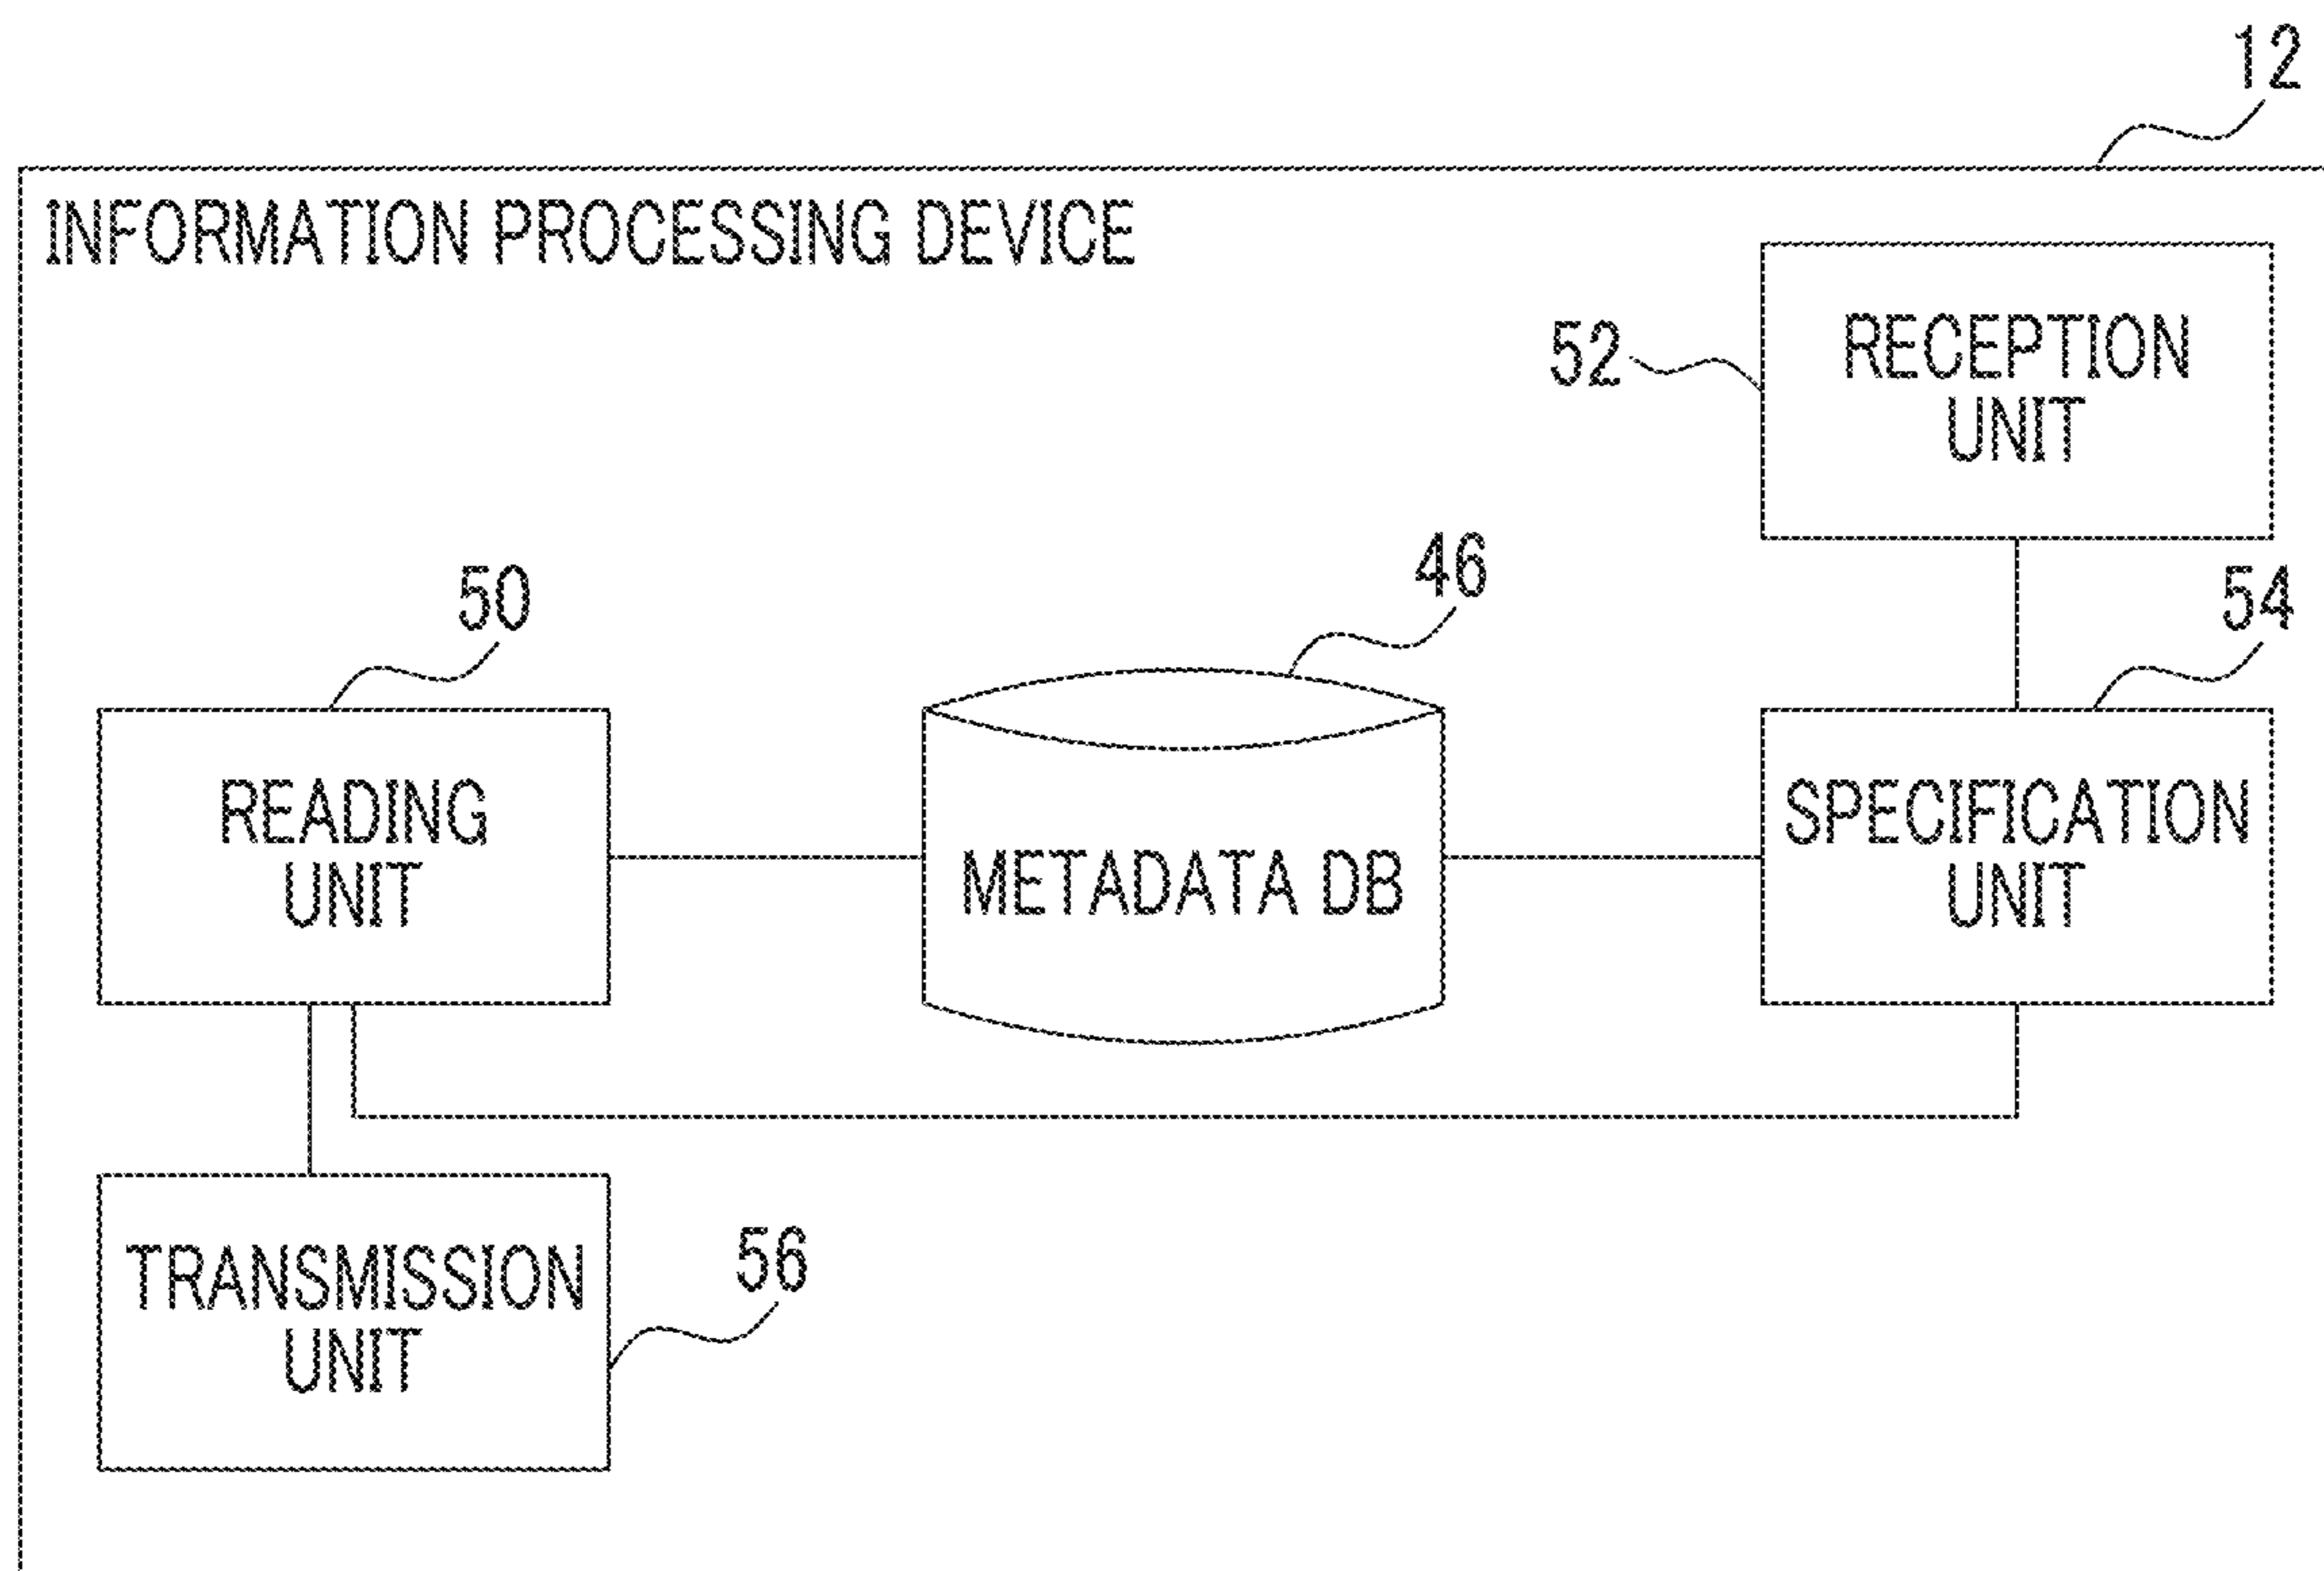 12
INFORMATION PROCESSING DEVICE
52
RECEPTION
UNIT
50
46
54
READING
UNIT
METADATA DB
SPECIFICATION
UNIT
TRANSMISSION
UNIT
56